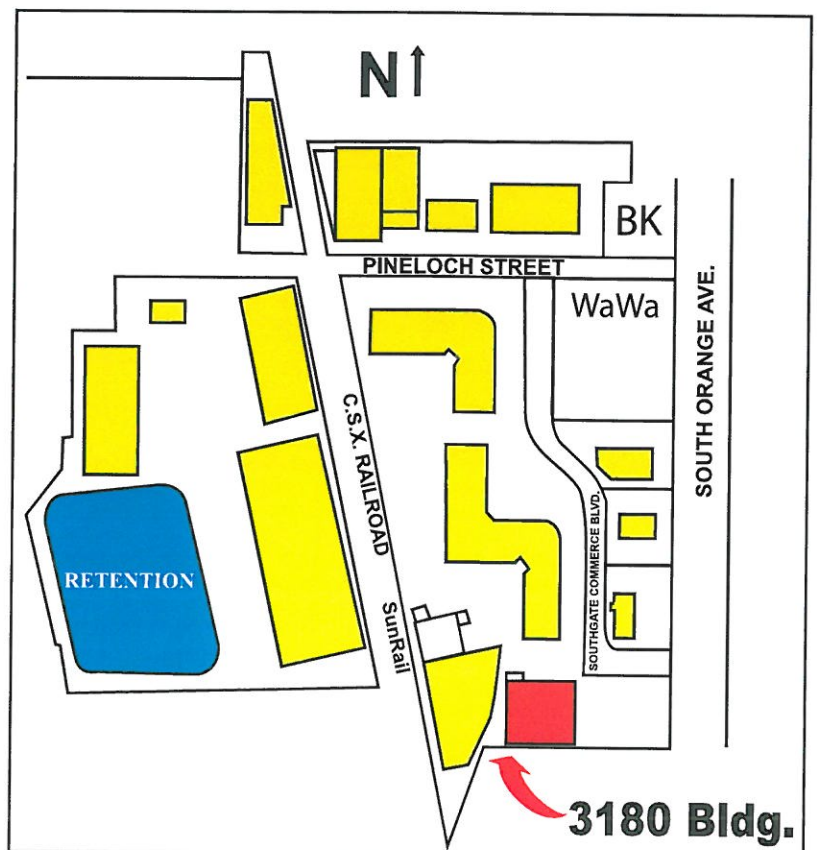 N
BK
PINELOCH STREET
WaWa
SOUTH ORANGE AVE.
C.S.X. RAILROAD
SOUTHGATE COMMERCE BLVD.
RETENTION
SunRail
3180 Bldg.